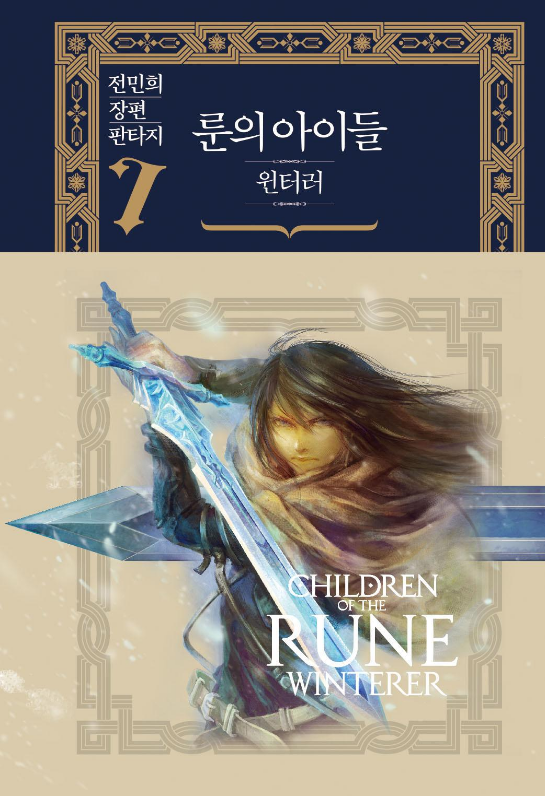 전민희
장편
판타지
7
룬의 아이들
윈터러
CHILDREN
OF THE
RUNE
WINTERER